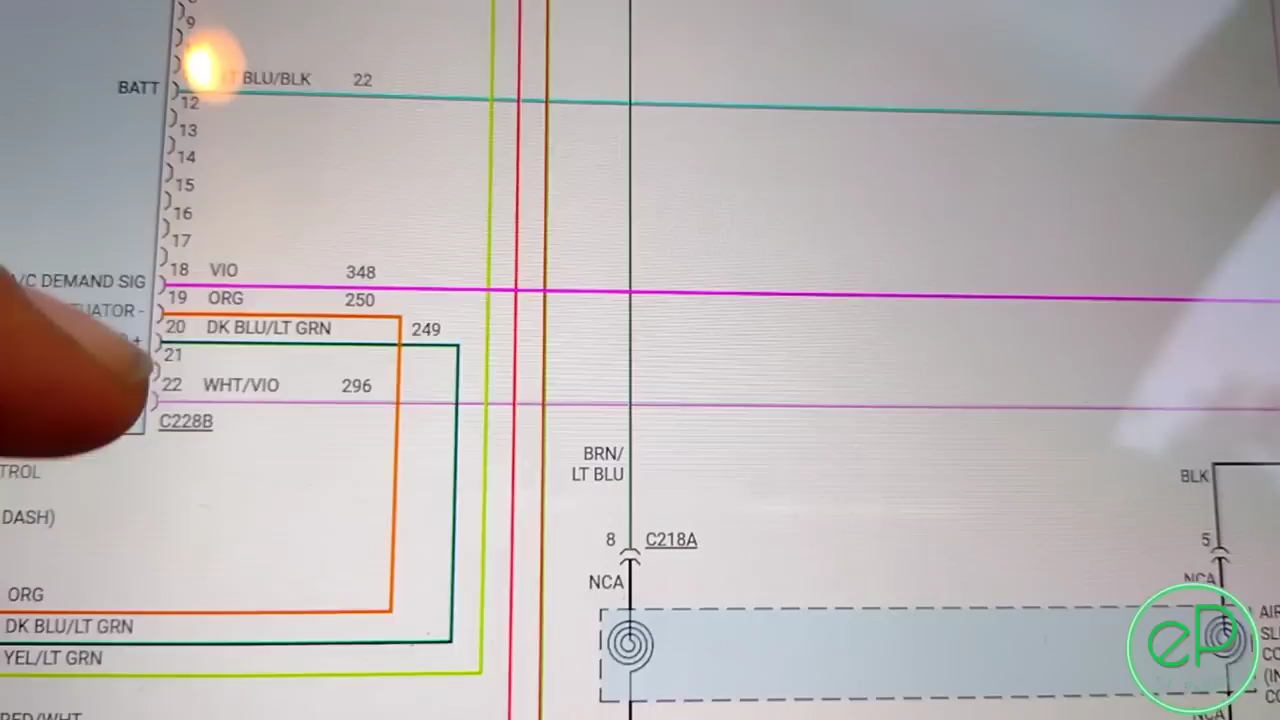 9
BATT
LT BLU/BLK 22
12
13
14
15
16
17
A/C DEMAND SIG 18 VIO 348
19 ORG 250
20 DK BLU/LT GRN 249
21
22 WHT/VIO 296
C228B
BRN/
LT BLU
BLK
DASH)
8 C218A
5
NCA
NCA
ORG
DK BLU/LT GRN
YEL/LT GRN
eP
NCA